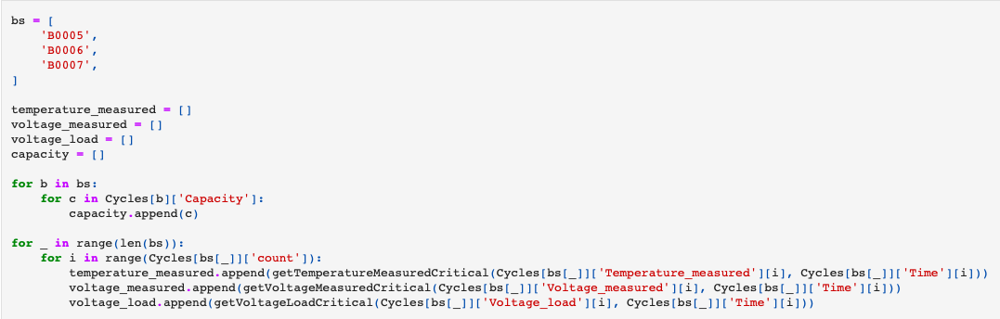 bs = [
    'B0005',
    'B0006',
    'B0007',
]

temperature_measured = []
voltage_measured = []
voltage_load = []
capacity = []

for b in bs:
    for c in Cycles[b]['Capacity']:
        capacity.append(c)

for _ in range(len(bs)):
    for i in range(Cycles[bs[_]]['count']):
        temperature_measured.append(getTemperatureMeasuredCritical(Cycles[bs[_]]['Temperature_measured'][i], Cycles[bs[_]]['Time'][i]))
        voltage_measured.append(getVoltageMeasuredCritical(Cycles[bs[_]]['Voltage_measured'][i], Cycles[bs[_]]['Time'][i]))
        voltage_load.append(getVoltageLoadCritical(Cycles[bs[_]]['Voltage_load'][i], Cycles[bs[_]]['Time'][i]))